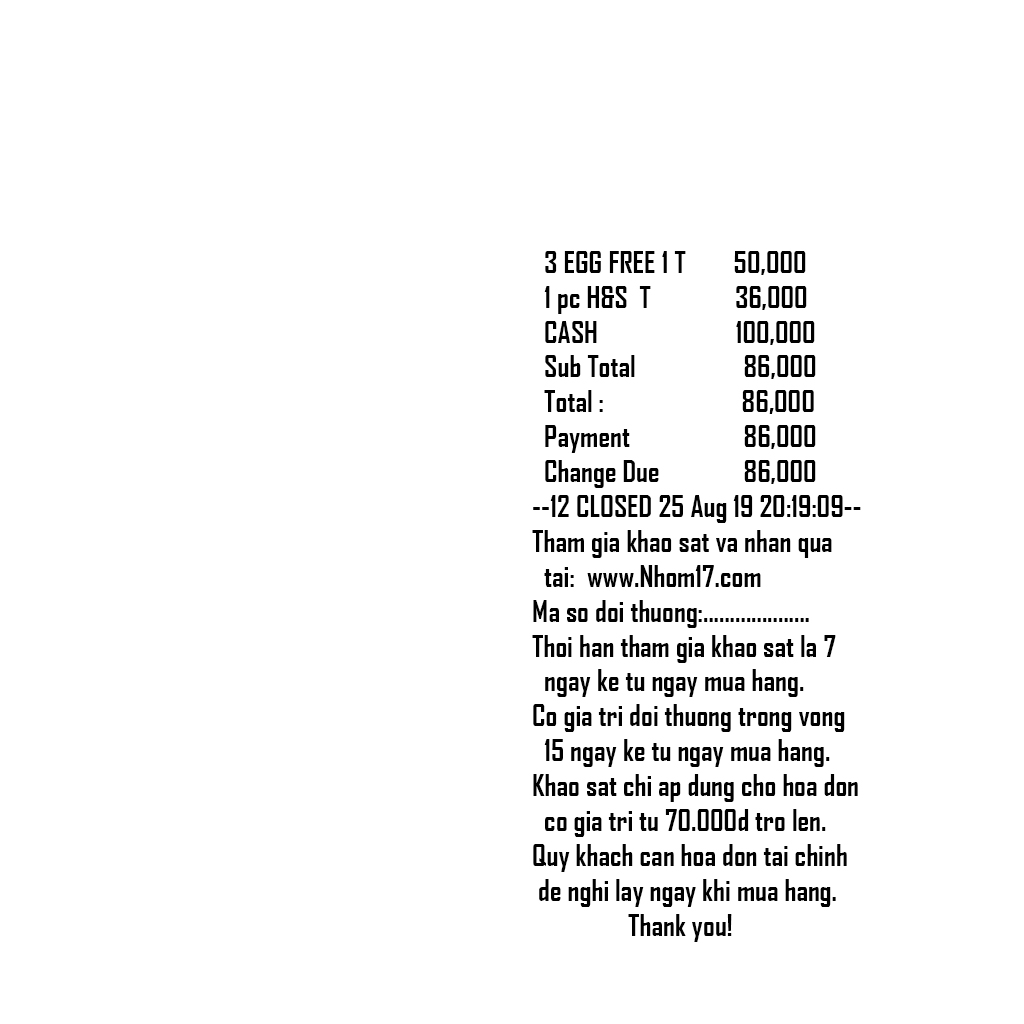 3 EGG FREE 1 T 50,000
1 pc H&S T 36,000
CASH 100,000
Sub Total 86,000
Total : 86,000
Payment 86,000
Change Due 86,000
--12 CLOSED 25 Aug 19 20:19:09--
Tham gia khao sat va nhan qua
tai: www.Nhom17.com
Ma so doi thuong:....................
Thoi han tham gia khao sat la 7
ngay ke tu ngay mua hang.
Co gia tri doi thuong trong vong
15 ngay ke tu ngay mua hang.
Khao sat chi ap dung cho hoa don
co gia tri tu 70.000d tro len.
Quy khach can hoa don tai chinh
de nghi lay ngay khi mua hang.
Thank you!